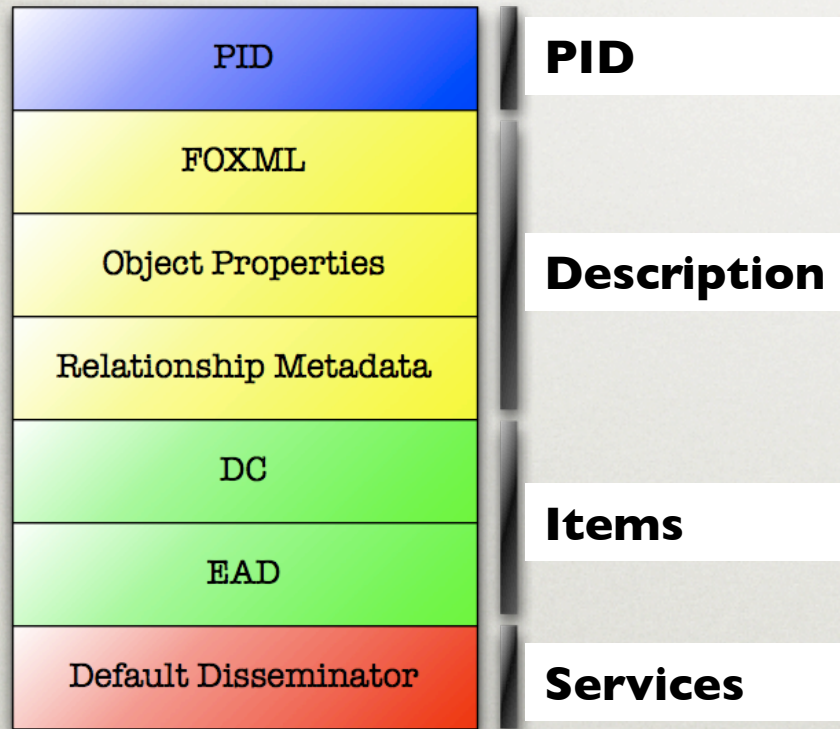 PID
FOXML
Object Properties
Relationship Metadata
DC
EAD
Default Disseminator
PID
Description
Items
Services